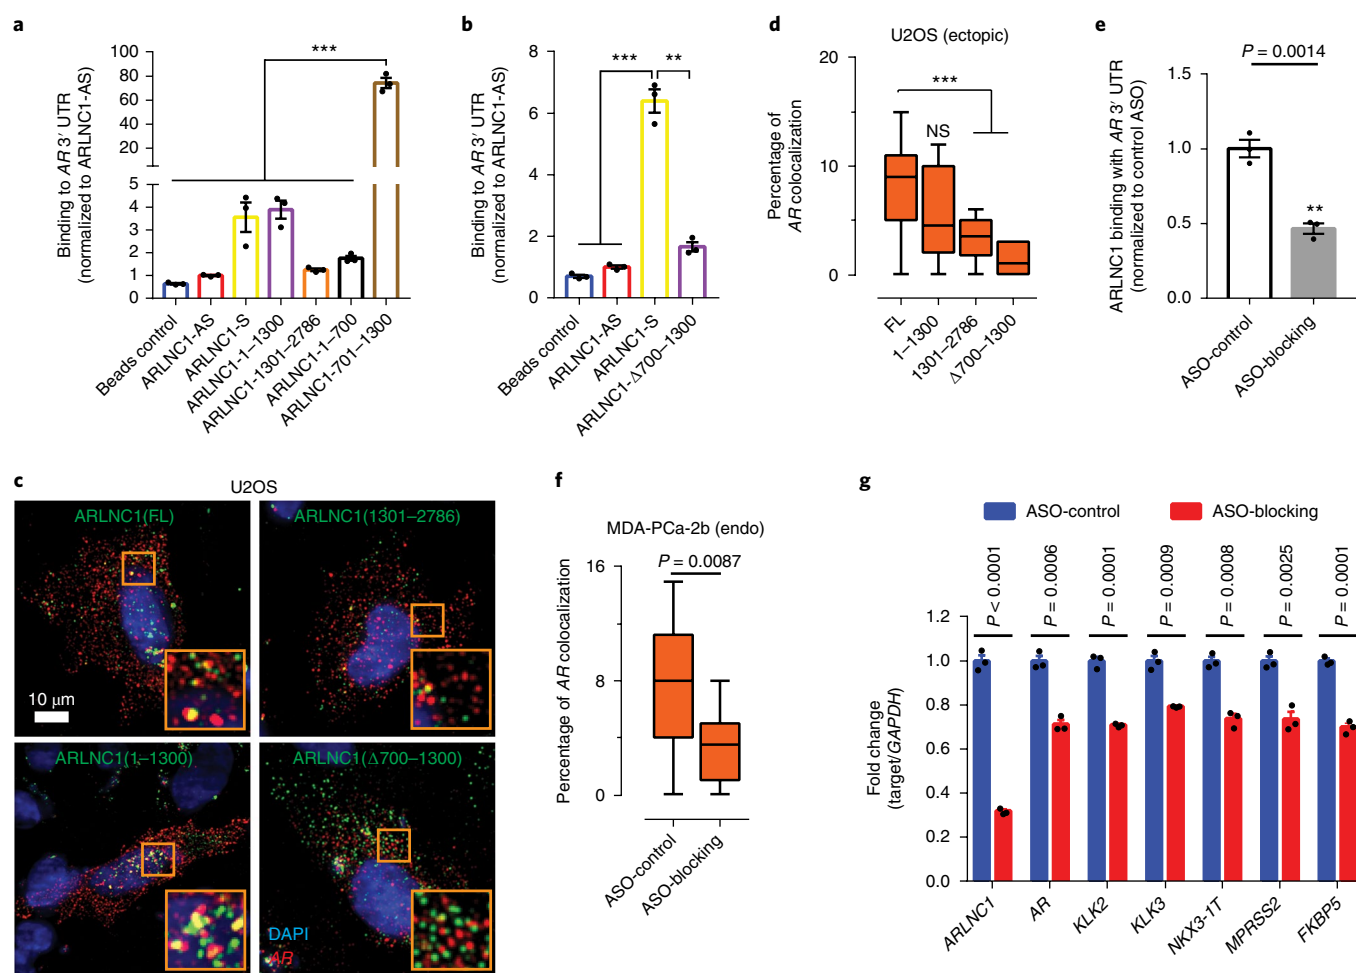 a
Binding to AR 3′ UTR
(normalized to ARLNC1-AS)
100
80
60
40
20
5
4
3
2
1
0
***
Beads control
ARLNC1-AS
ARLNC1-S
ARLNC1-1–1300
ARLNC1-1301–2786
ARLNC1-1–700
ARLNC1-701–1300
b
Binding to AR 3′ UTR
(normalized to ARLNC1-AS)
8
6
4
2
0
***
**
Beads control
ARLNC1-AS
ARLNC1-S
ARLNC1-Δ700–1300
d
U2OS (ectopic)
Percentage of
AR colocalization
20
10
0
***
NS
FL
1–1300
1301–2786
Δ700–1300
e
P = 0.0014
ARLNC1 binding with AR 3′ UTR
(normalized to control ASO)
1.5
1.0
0.5
0.0
**
ASO-control
ASO-blocking
c
U2OS
ARLNC1(FL)
10 μm
ARLNC1(1301–2786)
ARLNC1(1–1300)
ARLNC1(Δ700–1300)
DAPI
AR
f
MDA-PCa-2b (endo)
P = 0.0087
Percentage of AR colocalization
16
8
0
ASO-control
ASO-blocking
g
ASO-control
ASO-blocking
P < 0.0001
P = 0.0006
P = 0.0001
P = 0.0009
P = 0.0008
P = 0.0025
P = 0.0001
Fold change
(target/GAPDH)
1.2
1.0
0.8
0.6
0.4
0.2
0.0
ARLNC1
AR
KLK2
KLK3
NKX3-1T
MPRSS2
FKBP5